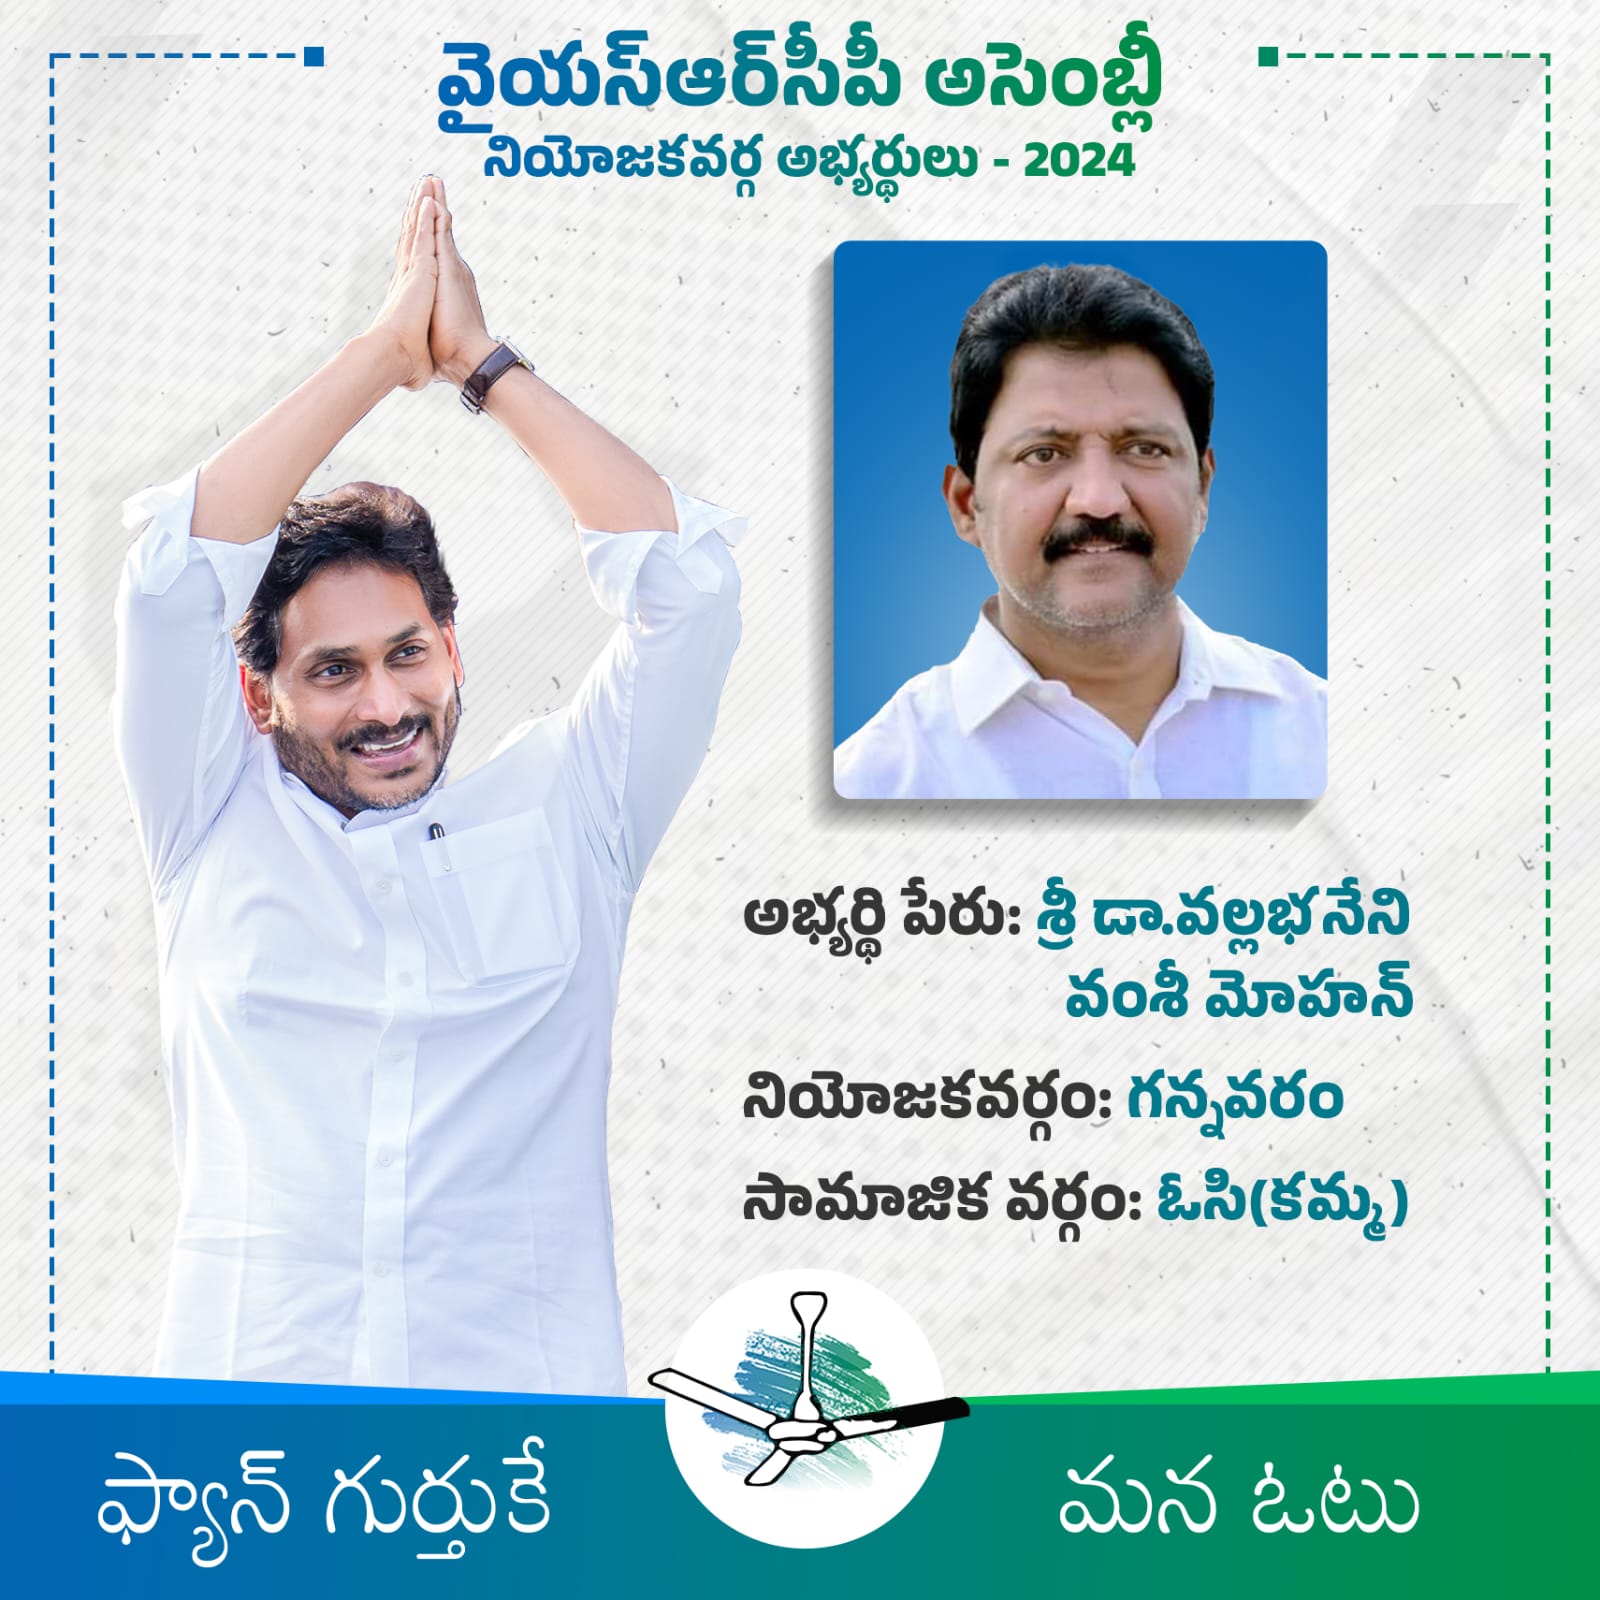 వైయస్ఆర్‌సీపీ అసెంబ్లీ
నియోజకవర్గ అభ్యర్థులు - 2024
అభ్యర్థి పేరు: శ్రీ డా.వల్లభనేని
వంశీ మోహన్
నియోజకవర్గం: గన్నవరం
సామాజిక వర్గం: ఓసి(కమ్మ)
ఫ్యాన్ గుర్తుకే మన ఓటు